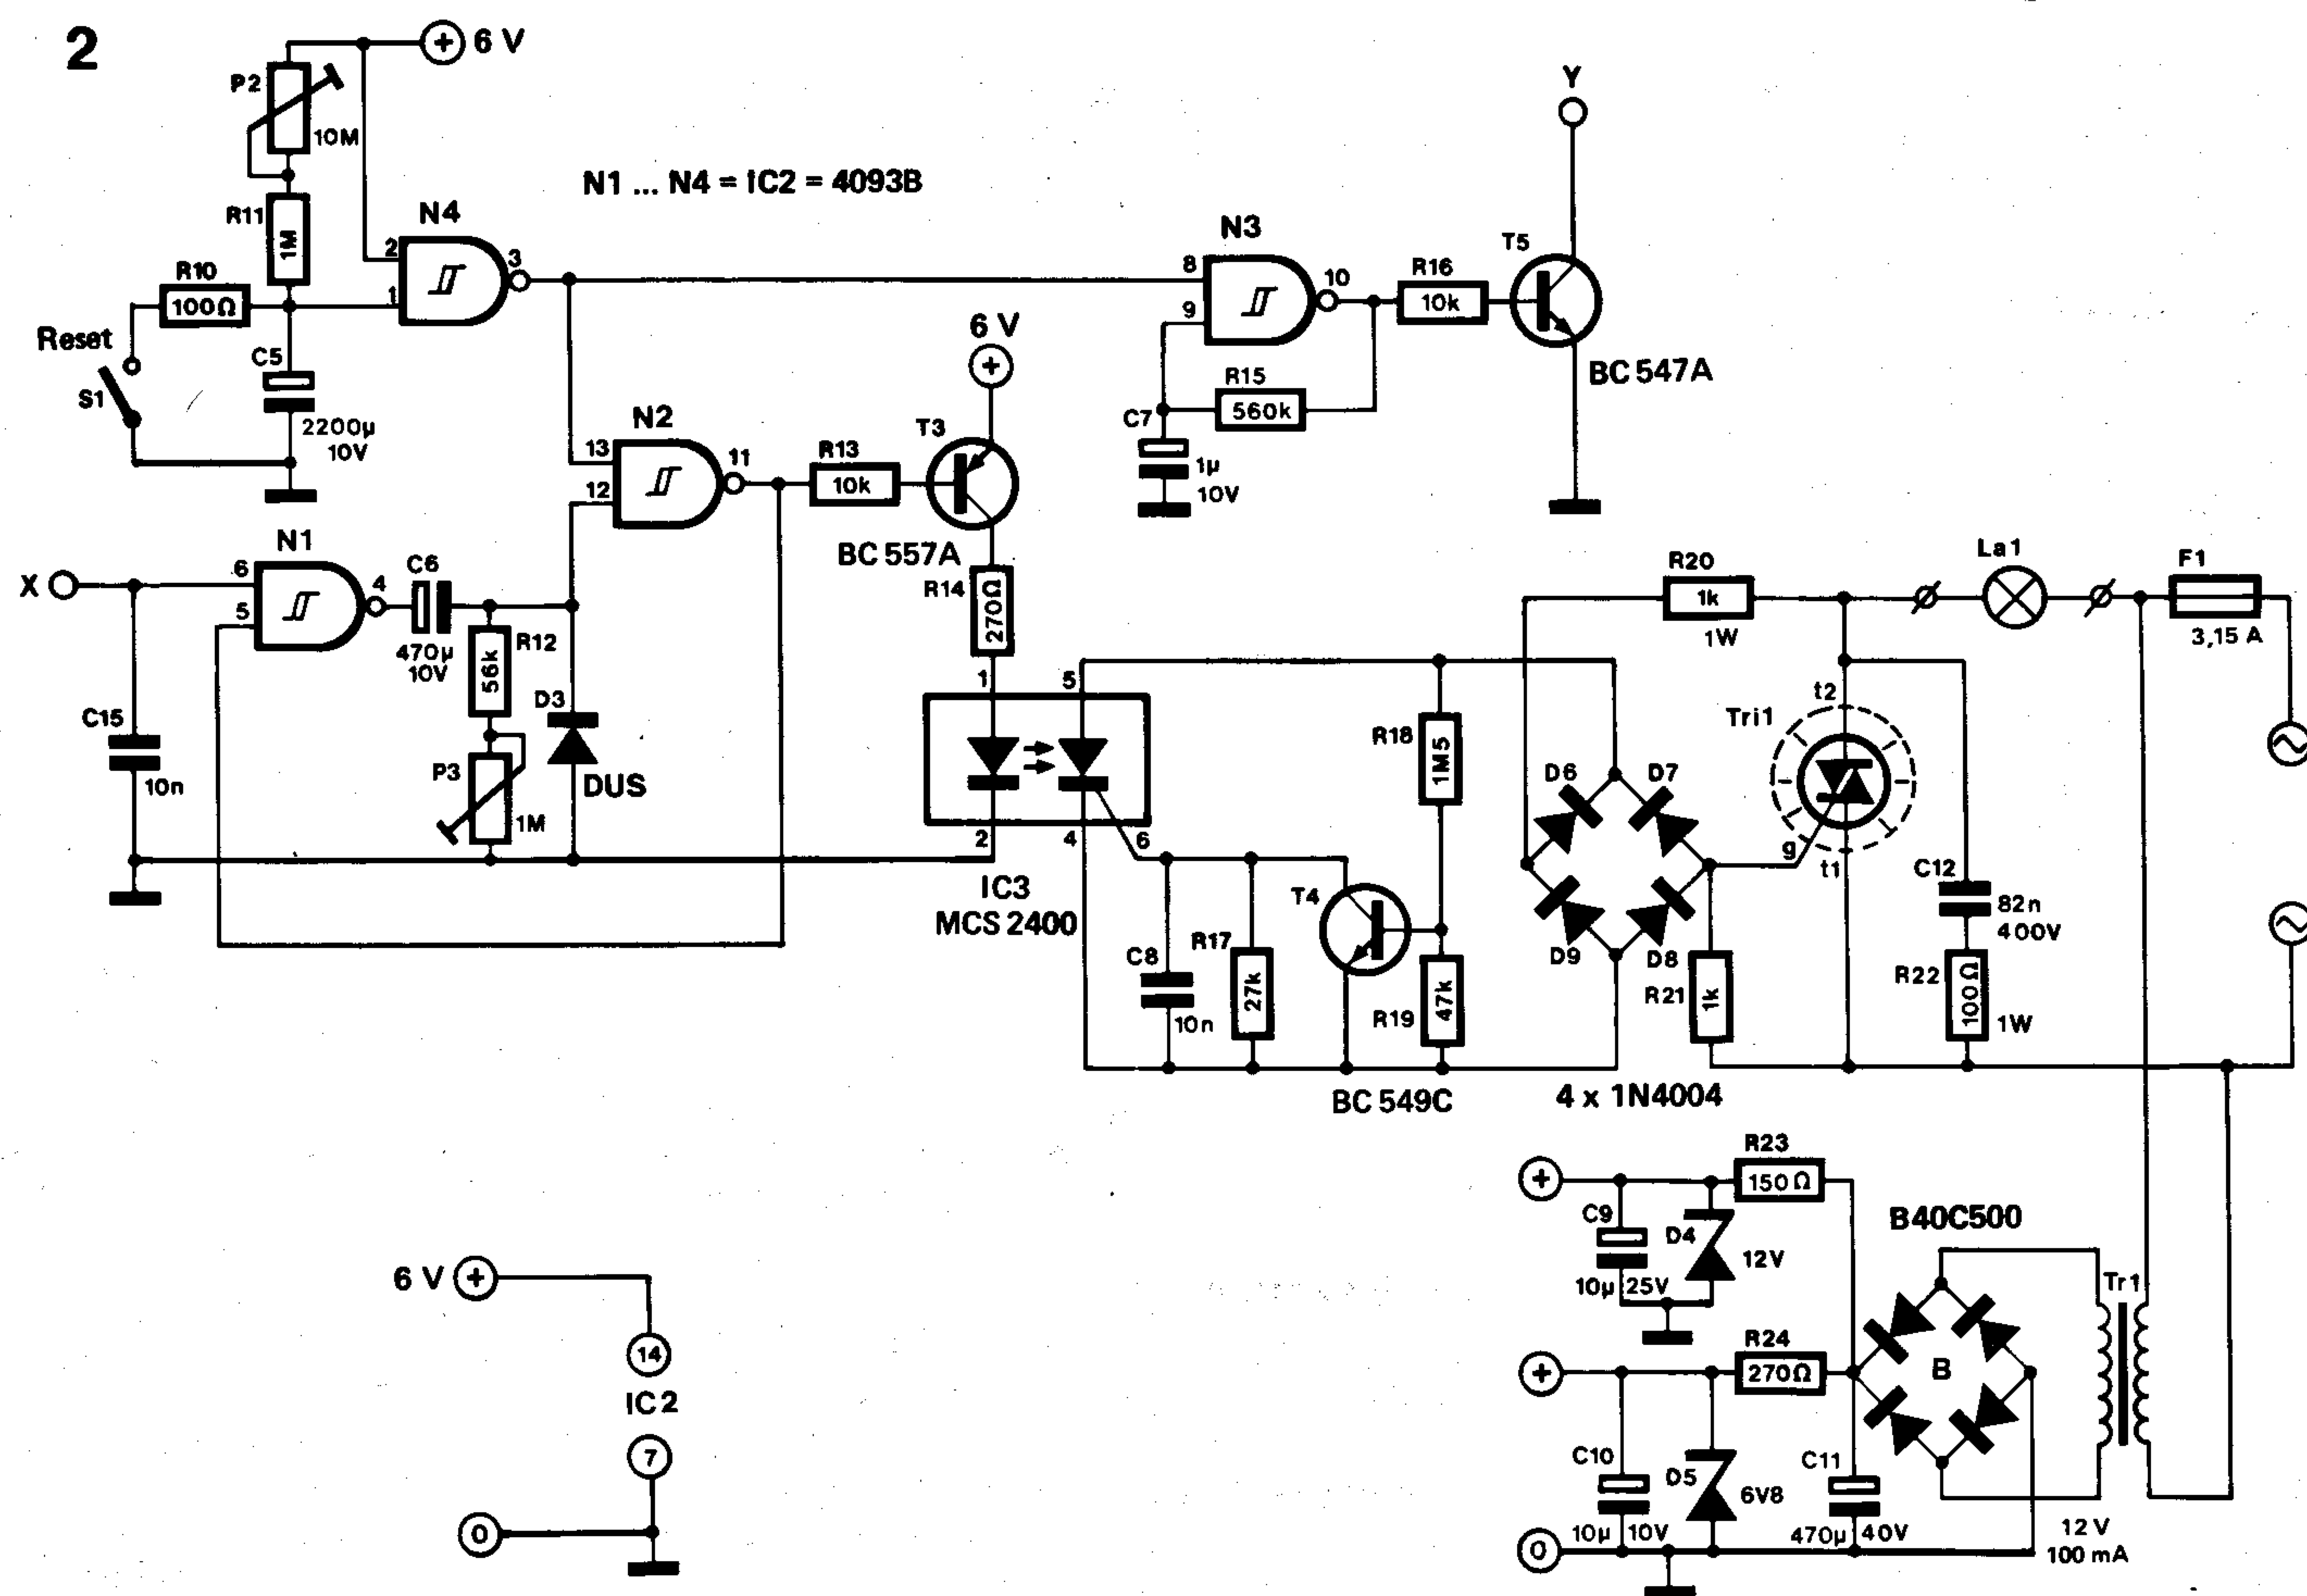 2
6 V
P2
10M
R11
1M
N1 ... N4 = IC2 = 4093B
N4
2
1
3
R10
100Ω
Reset
S1
C5
2200µ
10V
N3
8
9
10
R16
10k
T5
Y
BC 547A
R15
560k
C7
1µ
10V
6 V
N2
13
12
11
R13
10k
T3
BC 557A
R14
270Ω
X
N1
6
5
4
C6
470µ
10V
R12
56k
D3
DUS
P3
1M
C15
10n
1
5
2
4
6
IC3
MCS 2400
C8
10n
R17
27k
T4
BC 549C
R18
1M5
R19
47k
D6
D7
D9
D8
4 x 1N4004
R20
1k
1W
La1
F1
3,15 A
Tri1
t2
g
t1
R21
1k
C12
82n
400V
R22
100Ω
1W
R23
150Ω
C9
10µ 25V
D4
12V
B40C500
Tr1
B
R24
270Ω
C10
10µ 10V
D5
6V8
C11
470µ 40V
12 V
100 mA
+
+
0
6 V +
14
IC2
7
0